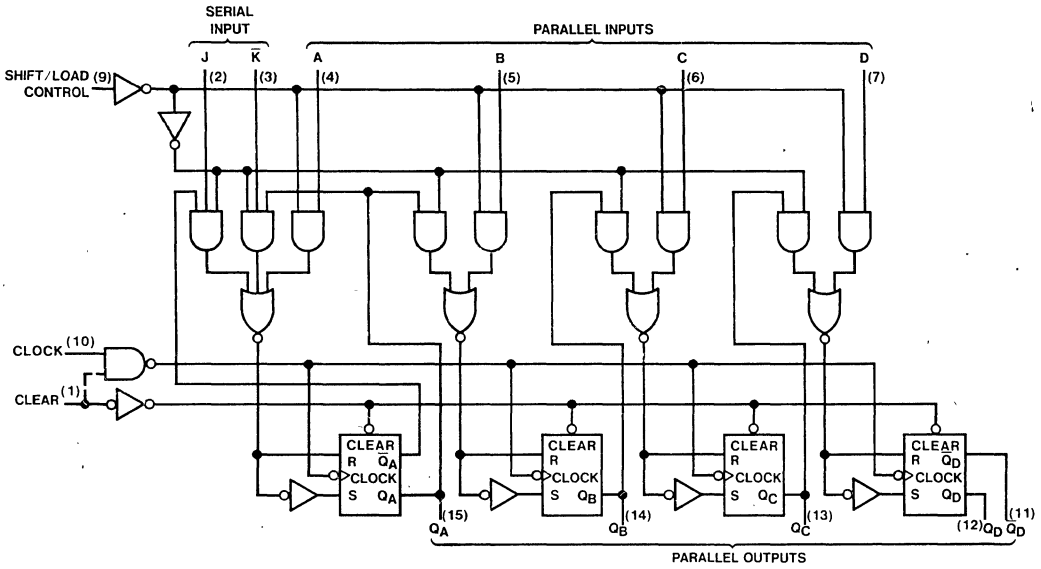 SERIAL
INPUT
PARALLEL INPUTS
J K̅ A B C D
SHIFT/LOAD (9) (2) (3) (4) (5) (6) (7)
CONTROL
CLOCK (10)
CLEAR (1)
CLEAR CLEAR CLEAR CLEAR
R Q̅A R R R Q̅D
CLOCK CLOCK CLOCK CLOCK
S QA S QB S QC S QD
(15) (14) (13) (12) (11)
QA QB QC QD Q̅D
PARALLEL OUTPUTS